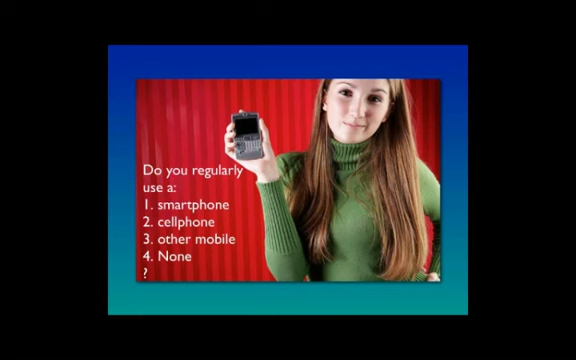 Do you regularly
use a:
1. smartphone
2. cellphone
3. other mobile
4. None
?